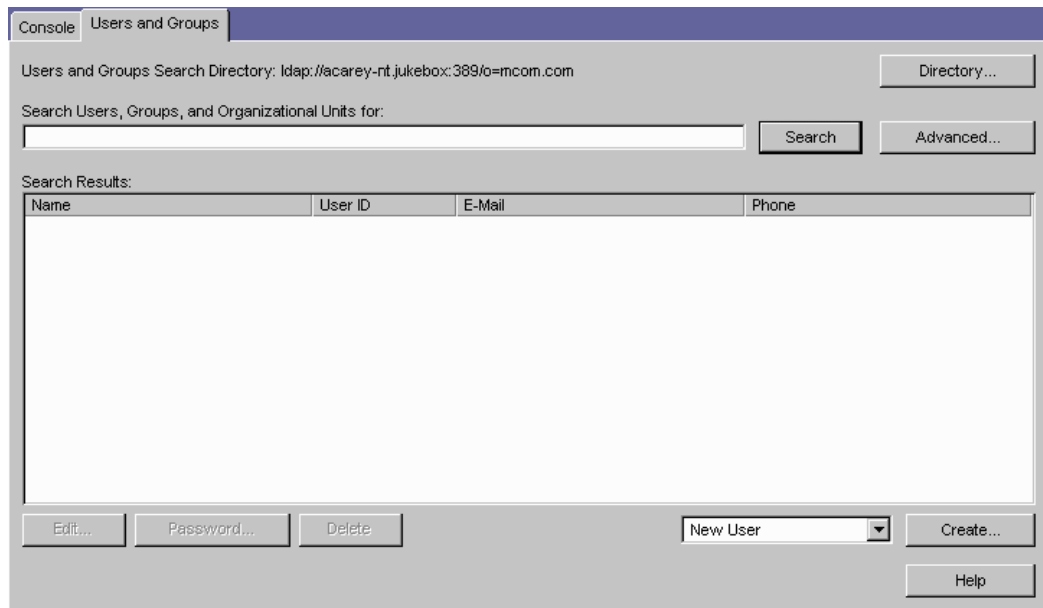 Console Users and Groups
Users and Groups Search Directory: ldap://acarey-nt.jukebox:389/o=mcom.com Directory...
Search Users, Groups, and Organizational Units for:
Search Advanced...
Search Results:
Name User ID E-Mail Phone
Edit... Password... Delete New User Create...
Help